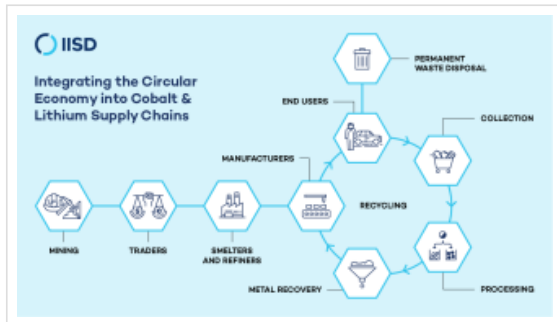 IISD
Integrating the Circular
Economy into Cobalt &
Lithium Supply Chains
PERMANENT
WASTE DISPOSAL
END USERS
COLLECTION
MANUFACTURERS
RECYCLING
MINING
TRADERS
SMELTERS
AND REFINERS
METAL RECOVERY
PROCESSING